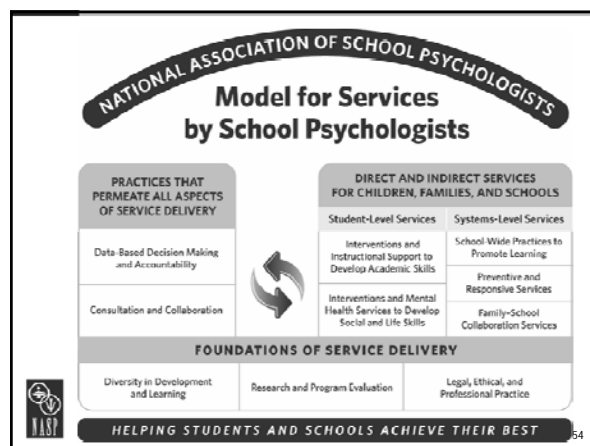 NATIONAL ASSOCIATION OF SCHOOL PSYCHOLOGISTS
Model for Services
by School Psychologists
PRACTICES THAT
PERMEATE ALL ASPECTS
OF SERVICE DELIVERY
Data-Based Decision Making
and Accountability
Consultation and Collaboration
DIRECT AND INDIRECT SERVICES
FOR CHILDREN, FAMILIES, AND SCHOOLS
Student-Level Services
Interventions and
Instructional Support to
Develop Academic Skills
Interventions and Mental
Health Services to Develop
Social and Life Skills
Systems-Level Services
School-Wide Practices to
Promote Learning
Preventive and
Responsive Services
Family–School
Collaboration Services
FOUNDATIONS OF SERVICE DELIVERY
Diversity in Development
and Learning
Research and Program Evaluation
Legal, Ethical, and
Professional Practice
NASP
HELPING STUDENTS AND SCHOOLS ACHIEVE THEIR BEST
54